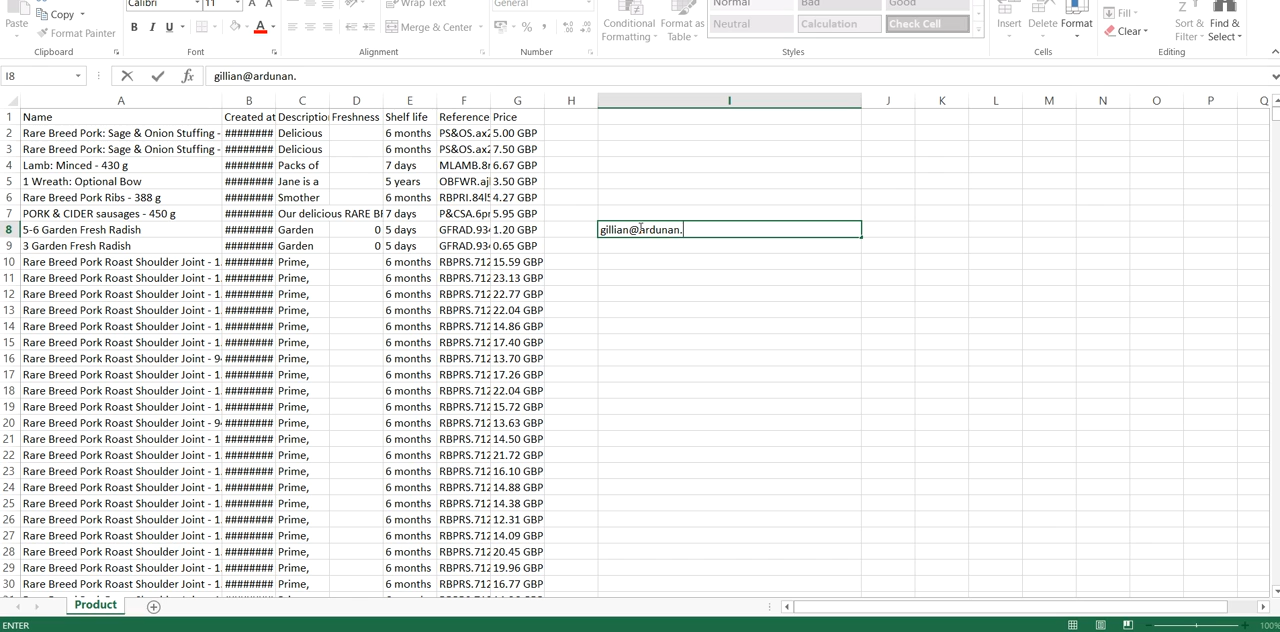 Calibri 11 A A Wrap Text General Normal Bad Good
Copy
Paste
Format Painter
B I U A Merge & Center %
Conditional Formatting Format as Table Neutral Calculation Check Cell
Insert Delete Format
Fill
Clear
Sort & Filter Find & Select
Clipboard Font Alignment Number Styles Cells Editing
I8 fx gillian@ardunan.
A B C D E F G H I J K L M N O P Q
1 Name Created at Description Freshness Shelf life Reference Price
2 Rare Breed Pork: Sage & Onion Stuffing - ######## Delicious 6 months PS&OS.ax2 5.00 GBP
3 Rare Breed Pork: Sage & Onion Stuffing - ######## Delicious 6 months PS&OS.ax2 7.50 GBP
4 Lamb: Minced - 430 g ######## Packs of 7 days MLAMB.8r 6.67 GBP
5 1 Wreath: Optional Bow ######## Jane is a 5 years OBFWR.aj 3.50 GBP
6 Rare Breed Pork Ribs - 388 g ######## Smother 6 months RBPRI.84l5 4.27 GBP
7 PORK & CIDER sausages - 450 g ######## Our delicious RARE BR 7 days P&CSA.6pr 5.95 GBP
8 5-6 Garden Fresh Radish ######## Garden 0 5 days GFRAD.934 1.20 GBP gillian@ardunan.
9 3 Garden Fresh Radish ######## Garden 0 5 days GFRAD.934 0.65 GBP
10 Rare Breed Pork Roast Shoulder Joint - 1. ######## Prime, 6 months RBPRS.712 15.59 GBP
11 Rare Breed Pork Roast Shoulder Joint - 1. ######## Prime, 6 months RBPRS.712 23.13 GBP
12 Rare Breed Pork Roast Shoulder Joint - 1. ######## Prime, 6 months RBPRS.712 22.77 GBP
13 Rare Breed Pork Roast Shoulder Joint - 1. ######## Prime, 6 months RBPRS.712 22.04 GBP
14 Rare Breed Pork Roast Shoulder Joint - 1. ######## Prime, 6 months RBPRS.712 14.86 GBP
15 Rare Breed Pork Roast Shoulder Joint - 1. ######## Prime, 6 months RBPRS.712 17.40 GBP
16 Rare Breed Pork Roast Shoulder Joint - 94 ######## Prime, 6 months RBPRS.712 13.70 GBP
17 Rare Breed Pork Roast Shoulder Joint - 1. ######## Prime, 6 months RBPRS.712 17.26 GBP
18 Rare Breed Pork Roast Shoulder Joint - 1. ######## Prime, 6 months RBPRS.712 22.04 GBP
19 Rare Breed Pork Roast Shoulder Joint - 1. ######## Prime, 6 months RBPRS.712 15.72 GBP
20 Rare Breed Pork Roast Shoulder Joint - 94 ######## Prime, 6 months RBPRS.712 13.63 GBP
21 Rare Breed Pork Roast Shoulder Joint - 1 ######## Prime, 6 months RBPRS.712 14.50 GBP
22 Rare Breed Pork Roast Shoulder Joint - 1. ######## Prime, 6 months RBPRS.712 21.72 GBP
23 Rare Breed Pork Roast Shoulder Joint - 1. ######## Prime, 6 months RBPRS.712 16.10 GBP
24 Rare Breed Pork Roast Shoulder Joint - 1. ######## Prime, 6 months RBPRS.712 14.88 GBP
25 Rare Breed Pork Roast Shoulder Joint - 1. ######## Prime, 6 months RBPRS.712 14.38 GBP
26 Rare Breed Pork Roast Shoulder Joint - 1. ######## Prime, 6 months RBPRS.712 12.31 GBP
27 Rare Breed Pork Roast Shoulder Joint - 1. ######## Prime, 6 months RBPRS.712 14.09 GBP
28 Rare Breed Pork Roast Shoulder Joint - 1. ######## Prime, 6 months RBPRS.712 20.45 GBP
29 Rare Breed Pork Roast Shoulder Joint - 1. ######## Prime, 6 months RBPRS.712 19.96 GBP
30 Rare Breed Pork Roast Shoulder Joint - 1. ######## Prime, 6 months RBPRS.712 16.77 GBP
Product
ENTER 100%